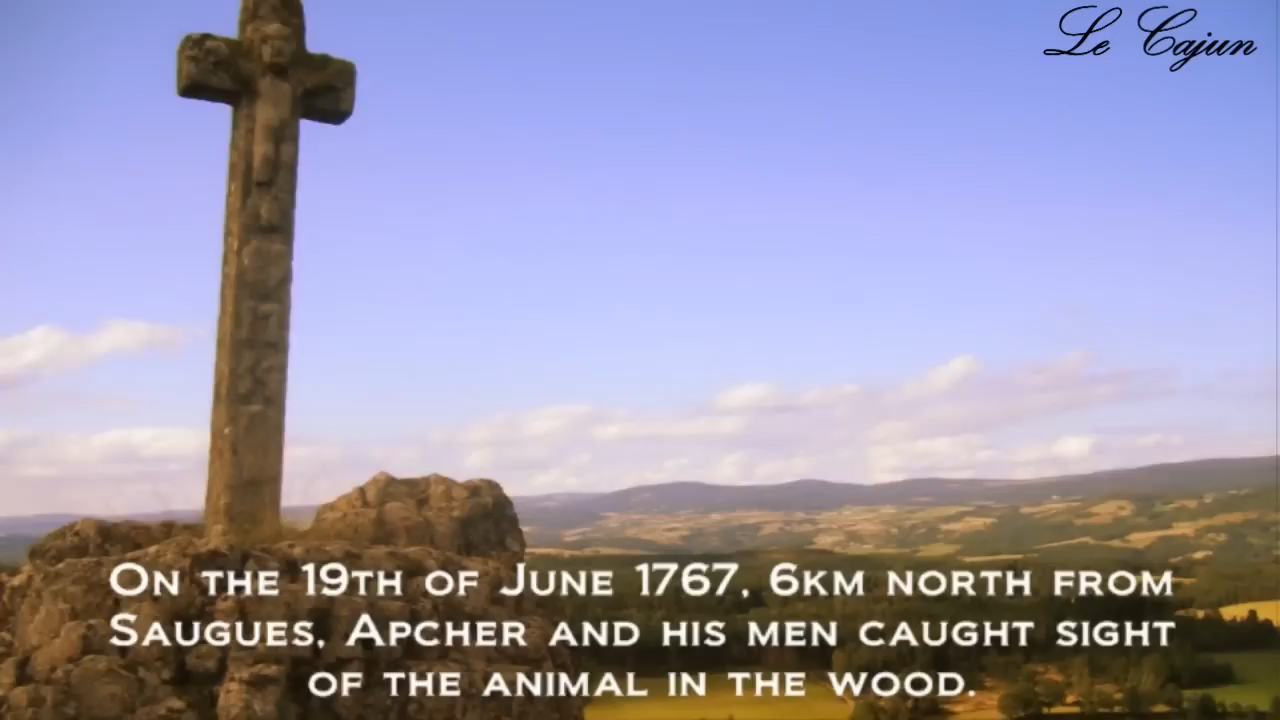 Le Cajun
On the 19th of June 1767, 6km north from
Saugues, Apcher and his men caught sight
of the animal in the wood.